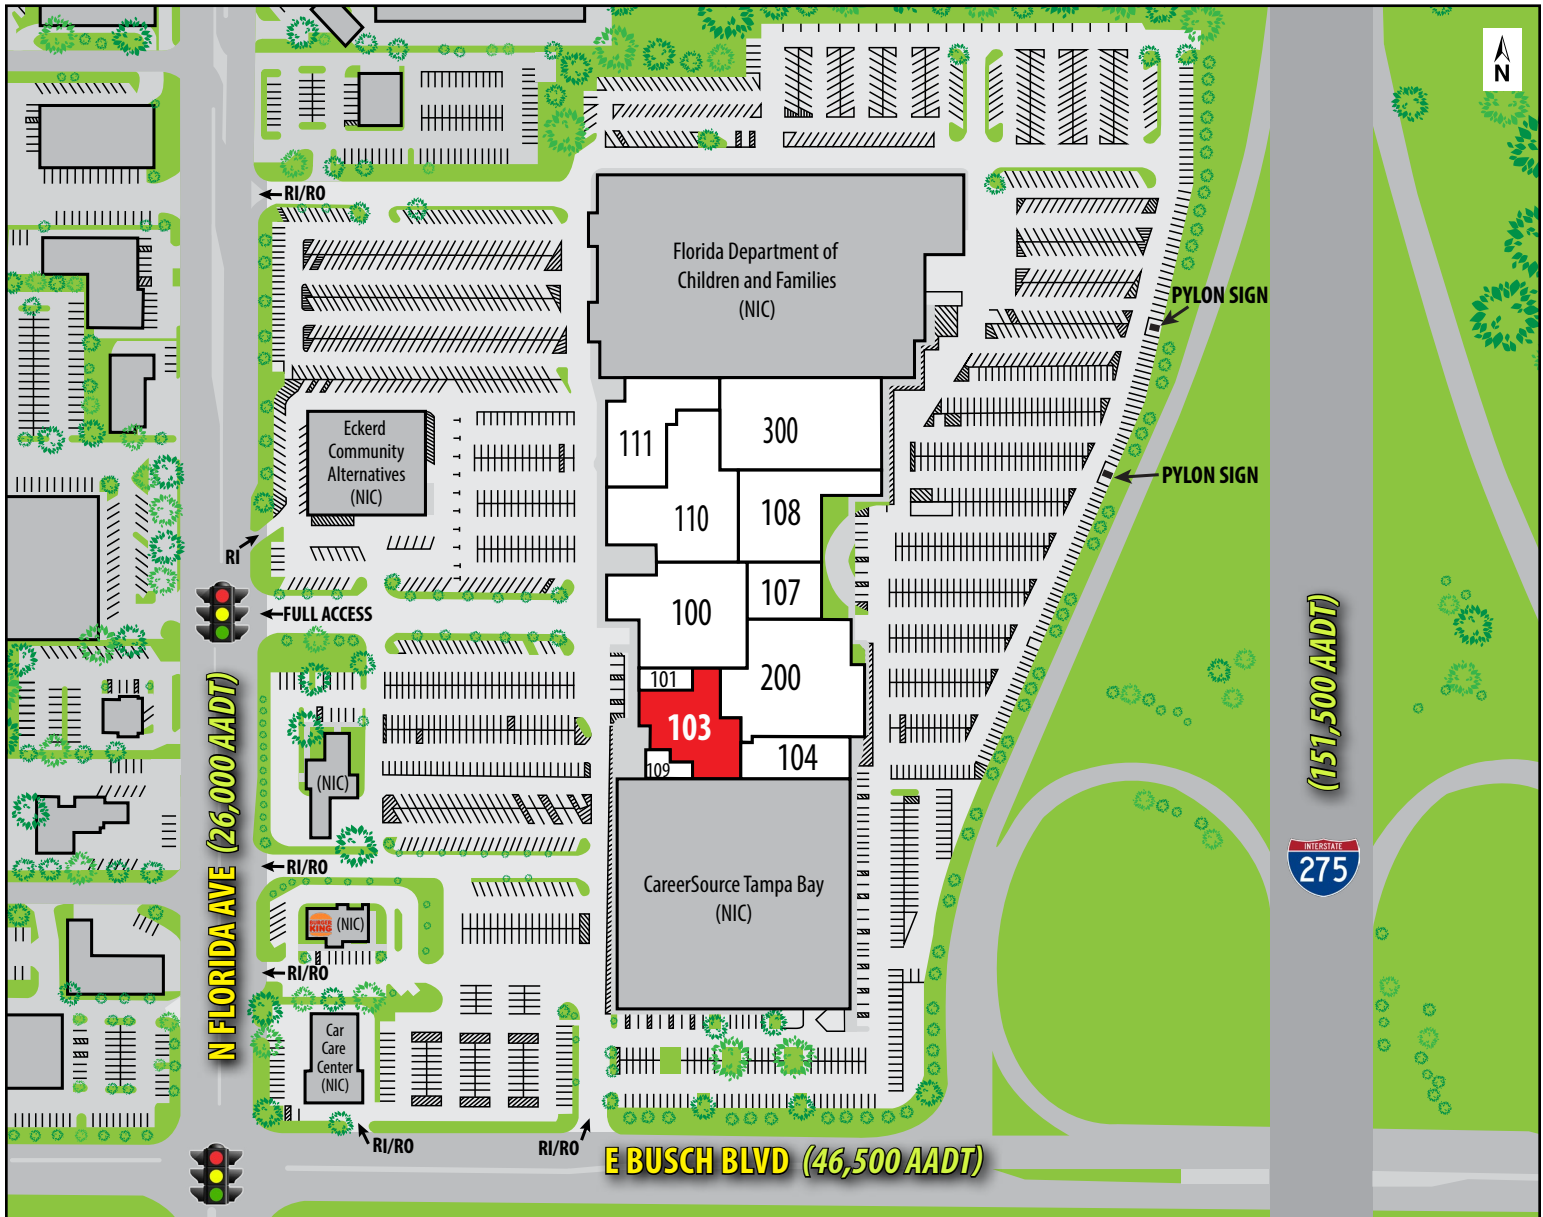 N
RI/RO
Florida Department of
Children and Families
(NIC)
PYLON SIGN
Eckerd
Community
Alternatives
(NIC)
111
300
PYLON SIGN
110
108
RI
FULL ACCESS
100
107
101
200
103
109
104
N FLORIDA AVE (26,000 AADT)
(151,500 AADT)
(NIC)
INTERSTATE
275
RI/RO
CareerSource Tampa Bay
(NIC)
BURGER
KING
(NIC)
RI/RO
Car
Care
Center
(NIC)
RI/RO
RI/RO
E BUSCH BLVD (46,500 AADT)